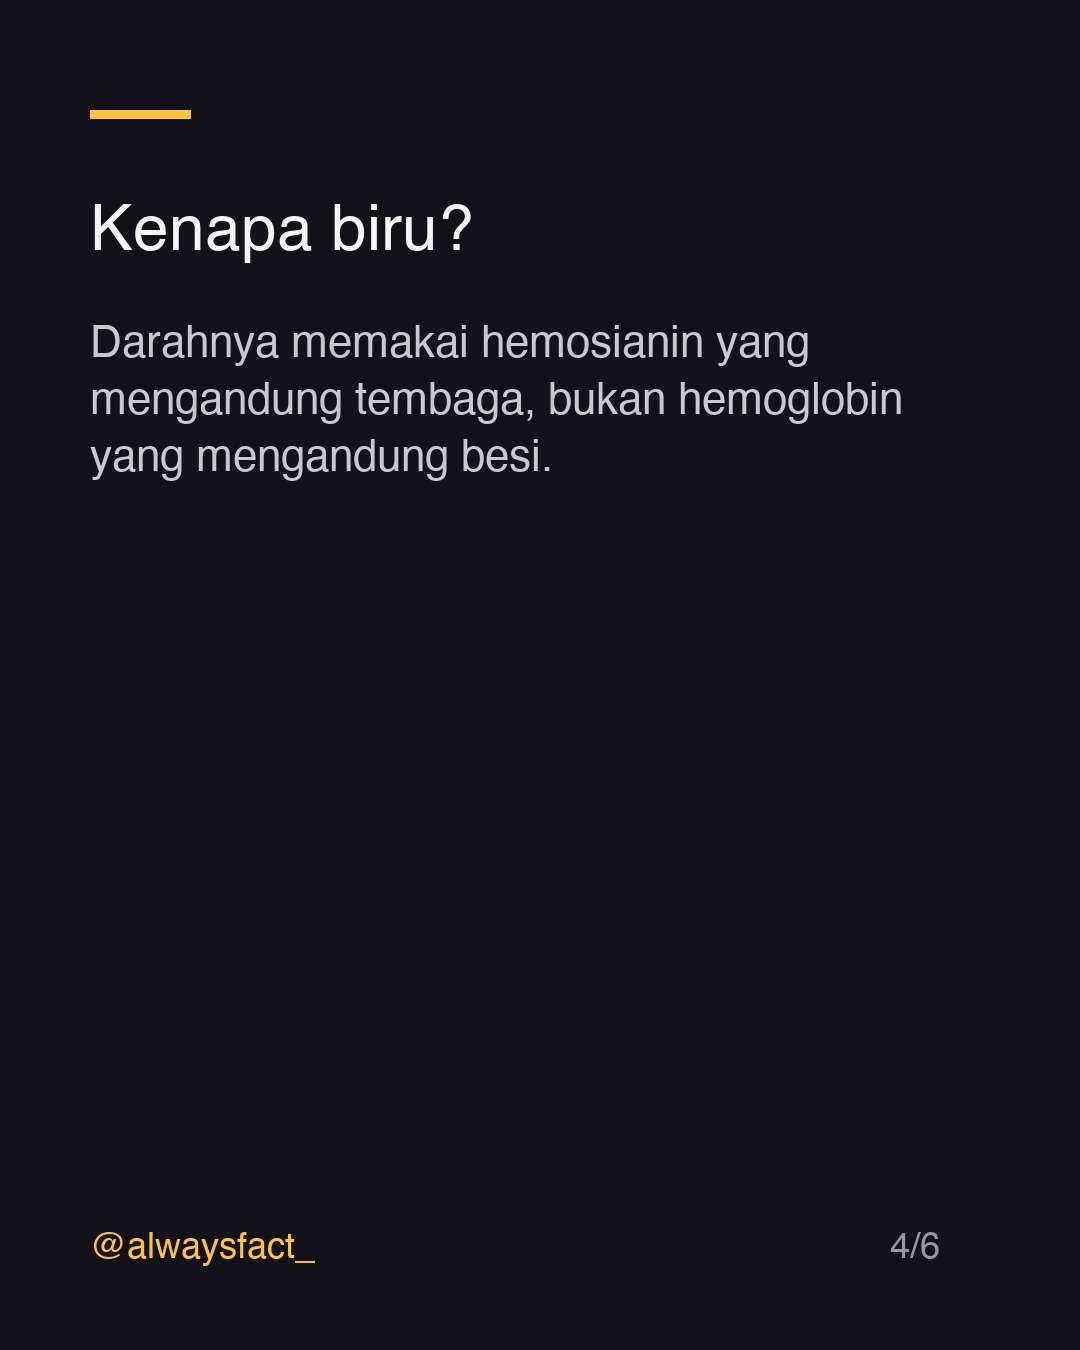 Kenapa biru?
Darahnya memakai hemosianin yang
mengandung tembaga, bukan hemoglobin
yang mengandung besi.
@alwaysfact_
4/6